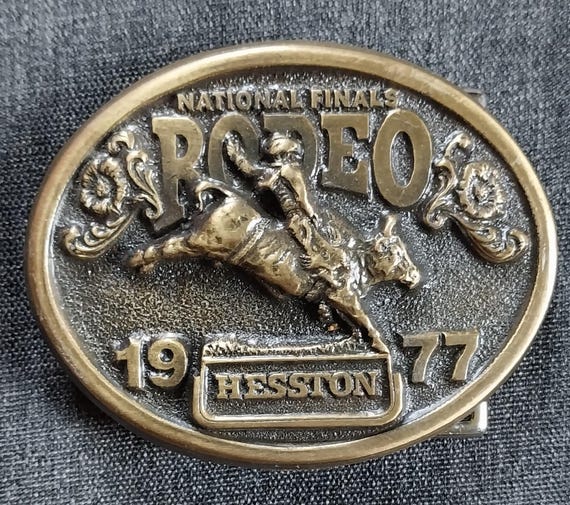 NATIONAL FINALS
RODEO
19 77
HESSTON